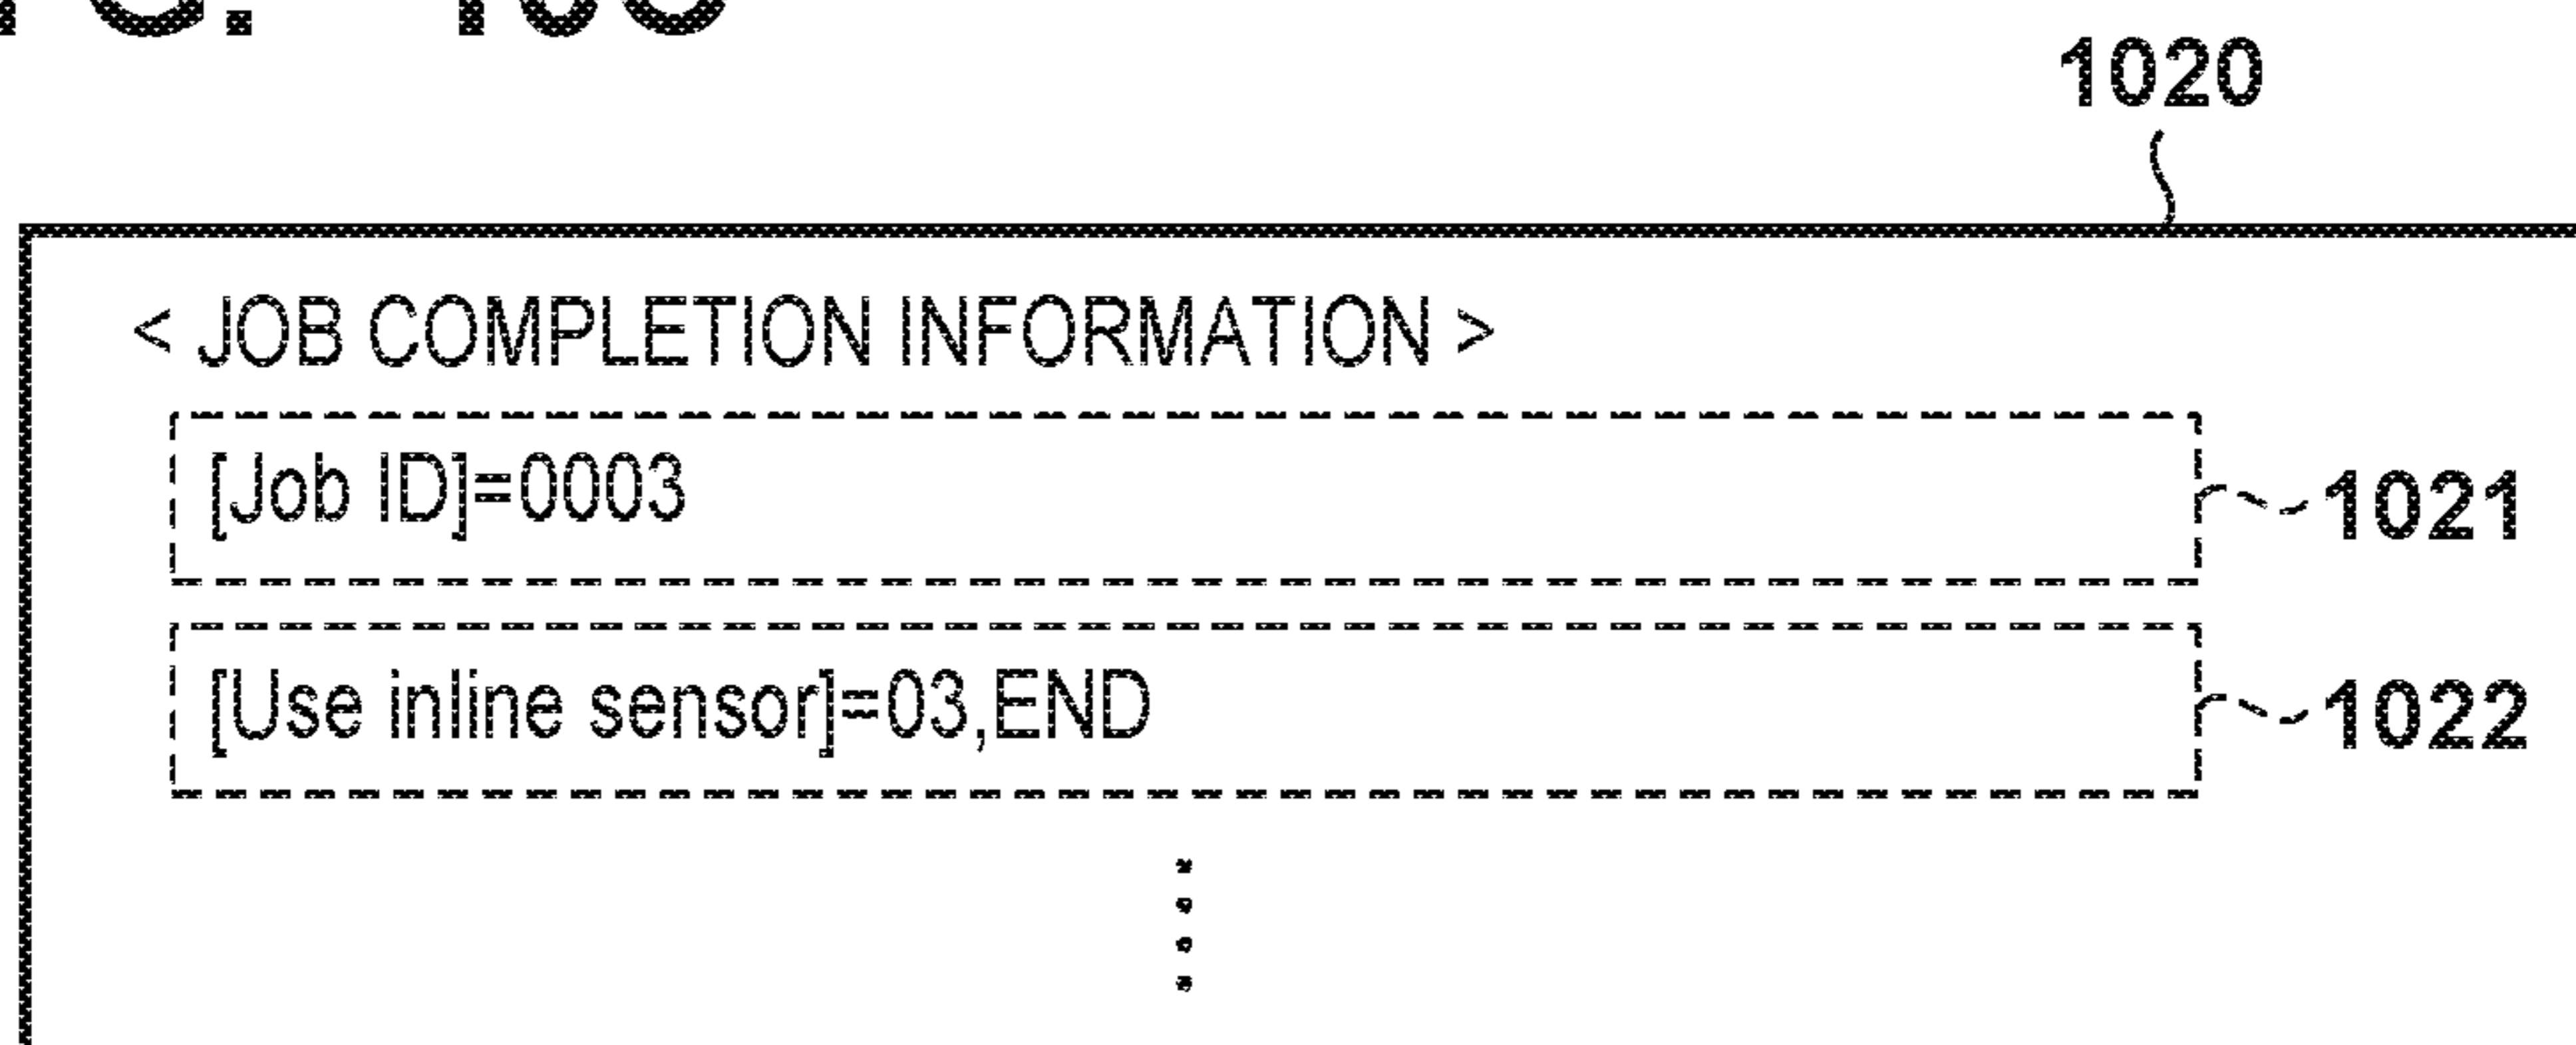 1020
< JOB COMPLETION INFORMATION >
[Job ID]=0003
1021
[Use inline sensor]=03,END
1022